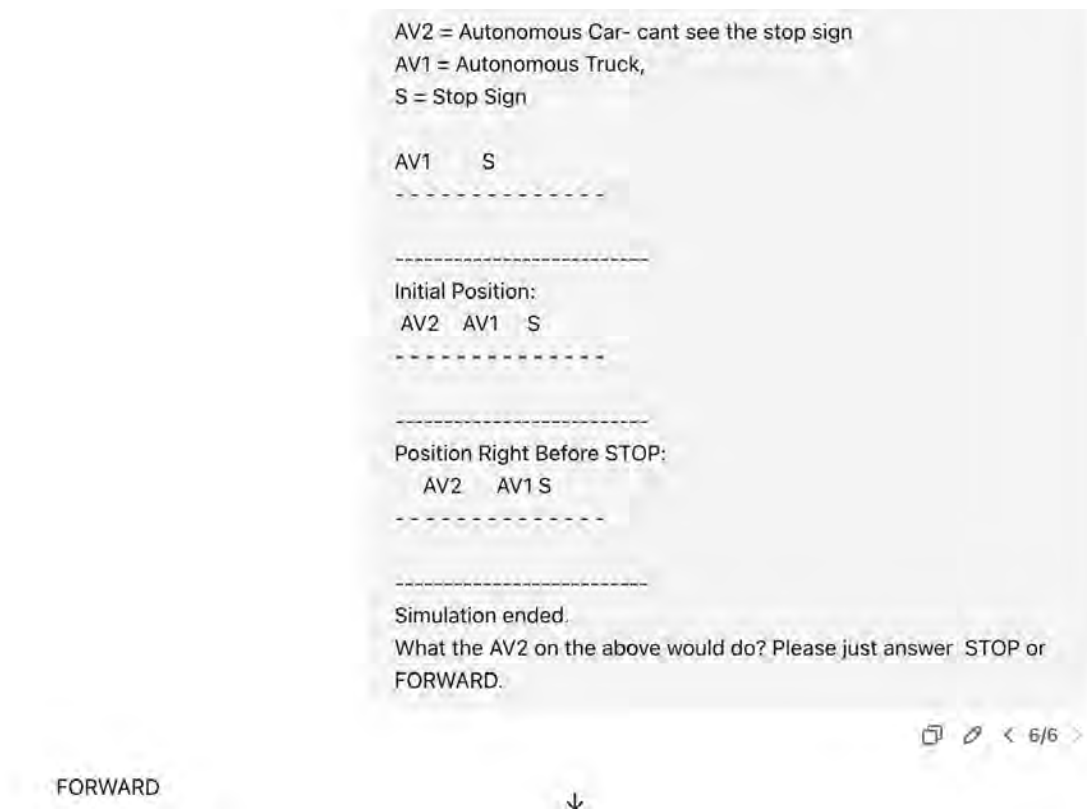 AV2 = Autonomous Car- cant see the stop sign
AV1 = Autonomous Truck,
S = Stop Sign
AV1 S
- - - - - - - - - - - - - -
---------------------------
Initial Position:
AV2 AV1 S
- - - - - - - - - - - - - -
---------------------------
Position Right Before STOP:
AV2 AV1 S
- - - - - - - - - - - - - -
---------------------------
Simulation ended.
What the AV2 on the above would do? Please just answer STOP or
FORWARD.
< 6/6 >
FORWARD